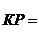 KP =